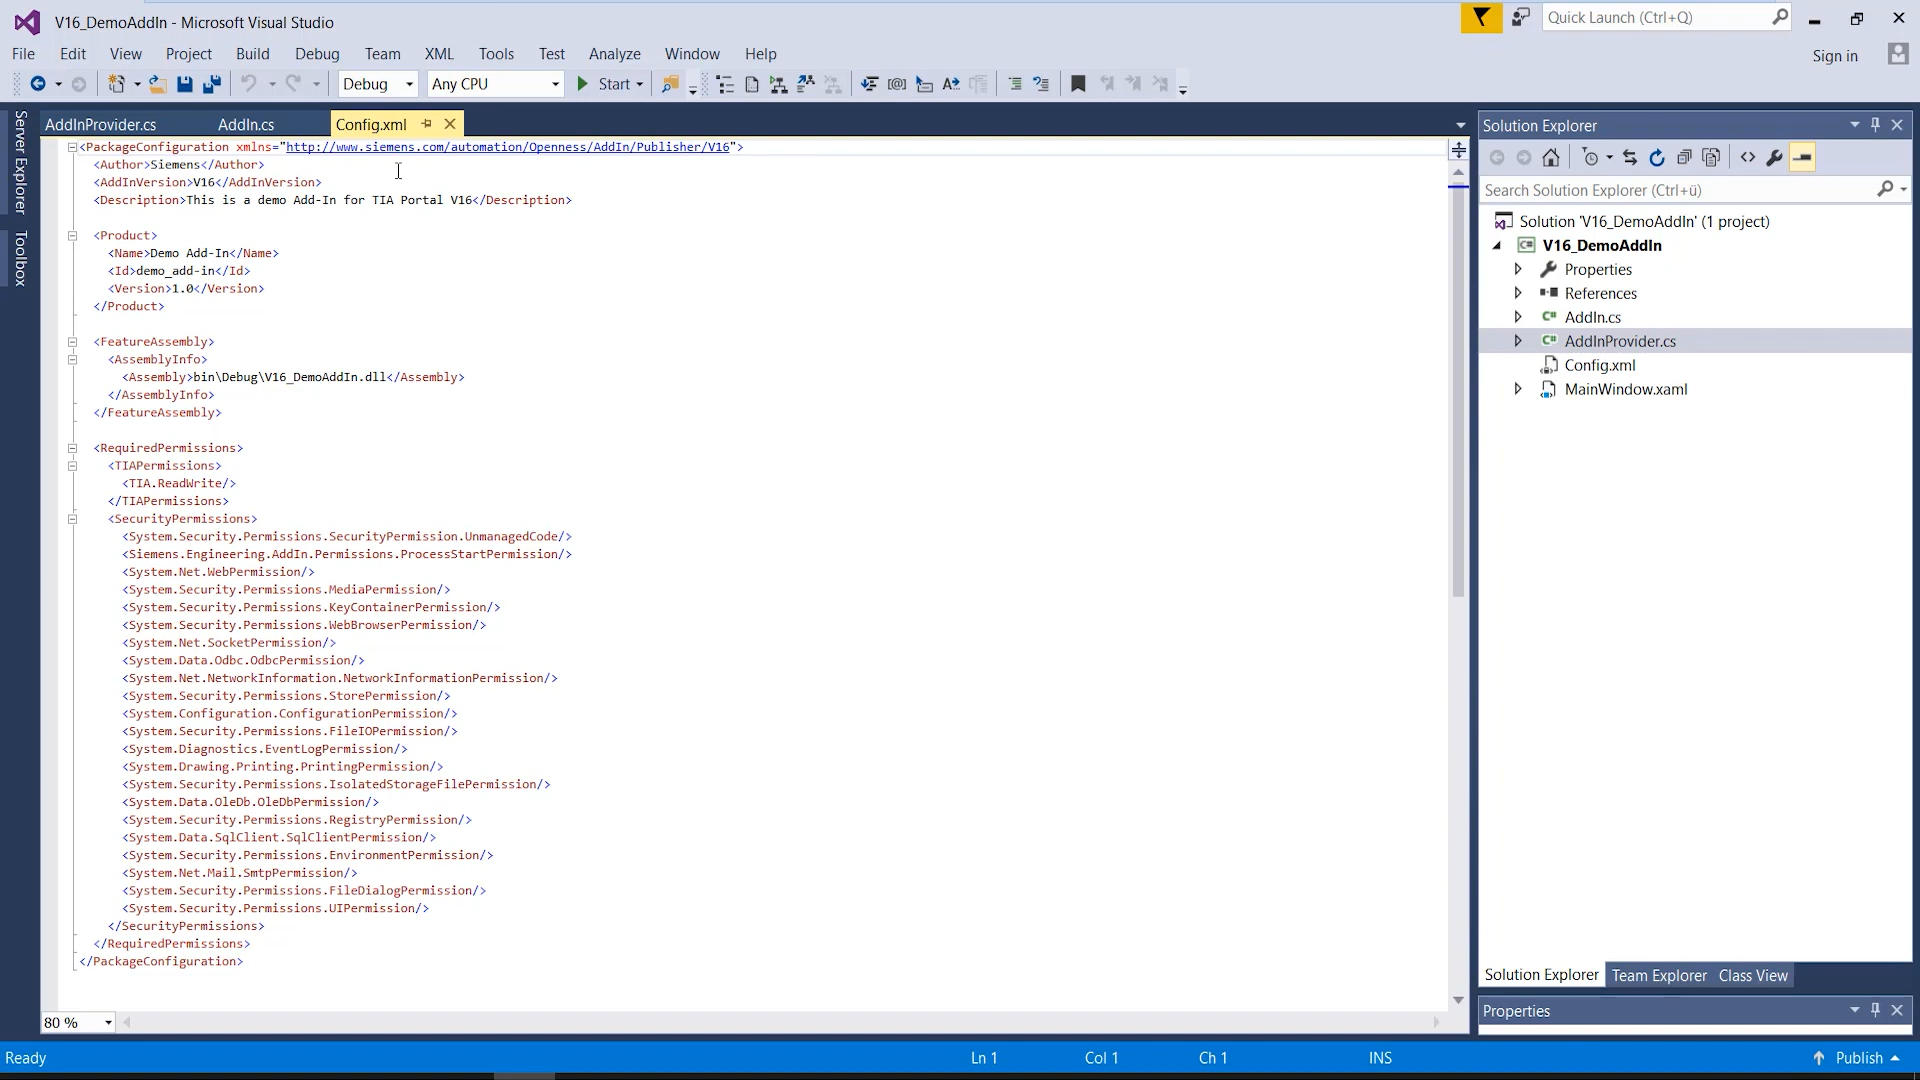 V16_DemoAddIn - Microsoft Visual Studio
Quick Launch (Ctrl+Q)
File Edit View Project Build Debug Team XML Tools Test Analyze Window Help
Sign in
Debug Any CPU Start
Server Explorer
Toolbox
AddInProvider.cs AddIn.cs Config.xml
<PackageConfiguration xmlns="http://www.siemens.com/automation/Openness/AddIn/Publisher/V16">
<Author>Siemens</Author>
<AddInVersion>V16</AddInVersion>
<Description>This is a demo Add-In for TIA Portal V16</Description>
<Product>
<Name>Demo Add-In</Name>
<Id>demo_add-in</Id>
<Version>1.0</Version>
</Product>
<FeatureAssembly>
<AssemblyInfo>
<Assembly>bin\Debug\V16_DemoAddIn.dll</Assembly>
</AssemblyInfo>
</FeatureAssembly>
<RequiredPermissions>
<TIAPermissions>
<TIA.ReadWrite/>
</TIAPermissions>
<SecurityPermissions>
<System.Security.Permissions.SecurityPermission.UnmanagedCode/>
<Siemens.Engineering.AddIn.Permissions.ProcessStartPermission/>
<System.Net.WebPermission/>
<System.Security.Permissions.MediaPermission/>
<System.Security.Permissions.KeyContainerPermission/>
<System.Security.Permissions.WebBrowserPermission/>
<System.Net.SocketPermission/>
<System.Data.Odbc.OdbcPermission/>
<System.Net.NetworkInformation.NetworkInformationPermission/>
<System.Security.Permissions.StorePermission/>
<System.Configuration.ConfigurationPermission/>
<System.Security.Permissions.FileIOPermission/>
<System.Diagnostics.EventLogPermission/>
<System.Drawing.Printing.PrintingPermission/>
<System.Security.Permissions.IsolatedStorageFilePermission/>
<System.Data.OleDb.OleDbPermission/>
<System.Security.Permissions.RegistryPermission/>
<System.Data.SqlClient.SqlClientPermission/>
<System.Security.Permissions.EnvironmentPermission/>
<System.Net.Mail.SmtpPermission/>
<System.Security.Permissions.FileDialogPermission/>
<System.Security.Permissions.UIPermission/>
</SecurityPermissions>
</RequiredPermissions>
</PackageConfiguration>
80 %
Solution Explorer
Search Solution Explorer (Ctrl+ü)
Solution 'V16_DemoAddIn' (1 project)
V16_DemoAddIn
Properties
References
AddIn.cs
AddInProvider.cs
Config.xml
MainWindow.xaml
Solution Explorer Team Explorer Class View
Properties
Ready Ln 1 Col 1 Ch 1 INS Publish